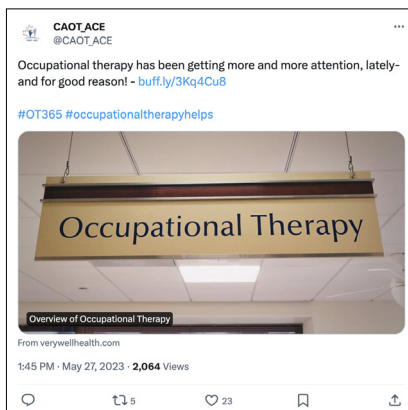 CAOT_ACE
@CAOT_ACE
Occupational therapy has been getting more and more attention, lately-
and for good reason! - buff.ly/3Kq4Cu8
#OT365 #occupationaltherapyhelps
Occupational Therapy
Overview of Occupational Therapy
From verywellhealth.com
1:45 PM · May 27, 2023 · 2,064 Views
5 23